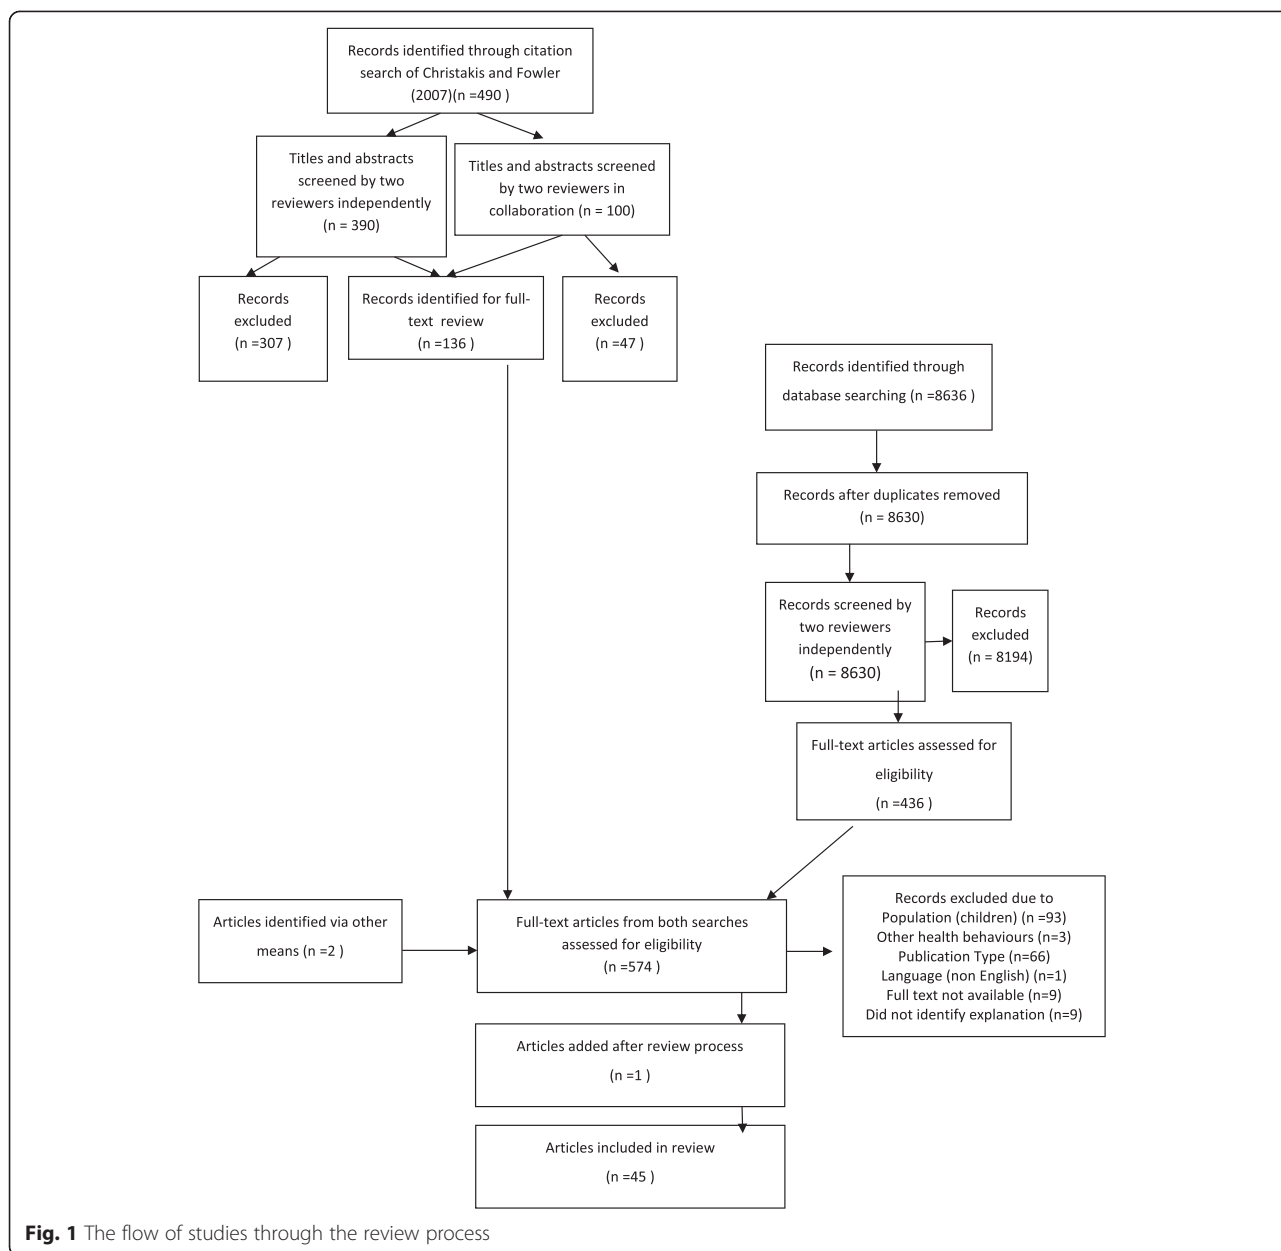 Records identified through citation
search of Christakis and Fowler
(2007)(n =490 )
Titles and abstracts
screened by two
reviewers independently
(n = 390)
Titles and abstracts screened
by two reviewers in
collaboration (n = 100)
Records
excluded
(n =307 )
Records identified for full-
text review
(n =136 )
Records
excluded
(n =47 )
Records identified through
database searching (n =8636 )
Records after duplicates removed
(n = 8630)
Records screened by
two reviewers
independently
(n = 8630)
Records
excluded
(n = 8194)
Full-text articles assessed for
eligibility
(n =436 )
Articles identified via other
means (n =2 )
Full-text articles from both searches
assessed for eligibility
(n =574 )
Records excluded due to
Population (children) (n =93)
Other health behaviours (n=3)
Publication Type (n=66)
Language (non English) (n=1)
Full text not available (n=9)
Did not identify explanation (n=9)
Articles added after review process
(n =1 )
Articles included in review
(n =45 )
Fig. 1 The flow of studies through the review process